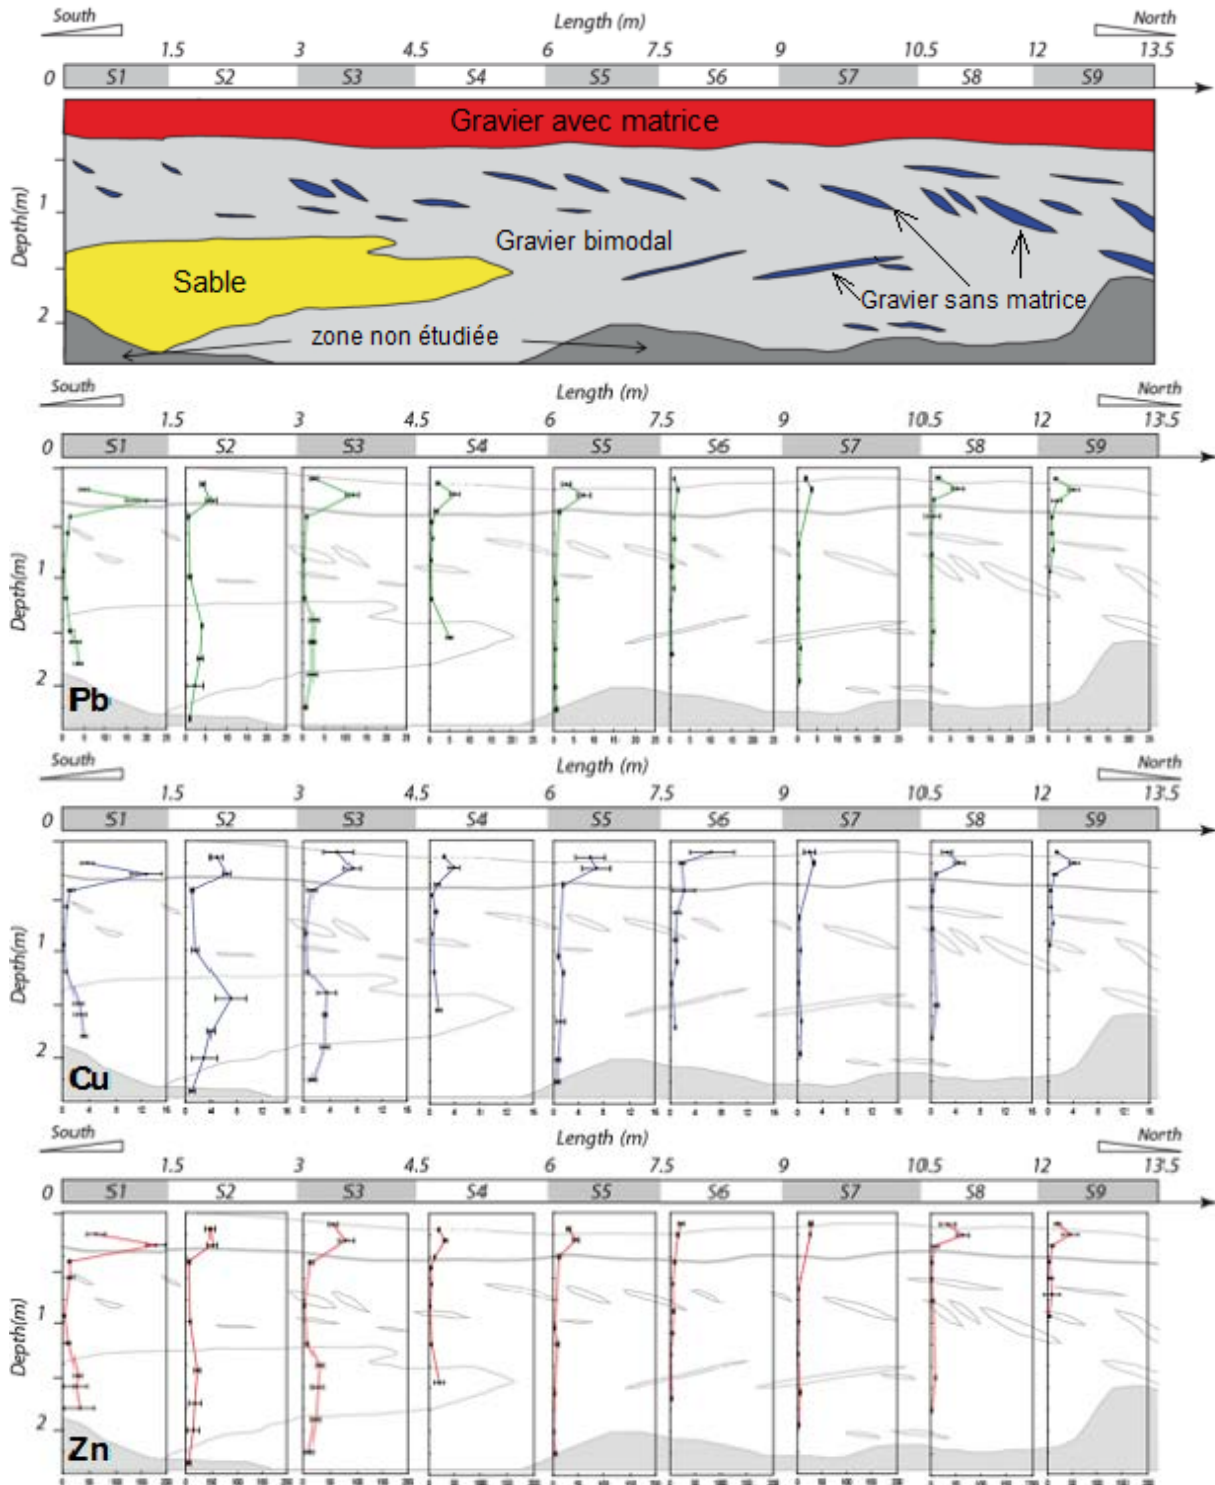 South Length (m) North
1.5 3 4.5 6 7.5 9 10.5 12 13.5
0 S1 S2 S3 S4 S5 S6 S7 S8 S9
Gravier avec matrice
Depth(m)
1
2
Gravier bimodal
Sable
Gravier sans matrice
zone non étudiée
South Length (m) North
1.5 3 4.5 6 7.5 9 10.5 12 13.5
0 S1 S2 S3 S4 S5 S6 S7 S8 S9
Depth(m)
1
2
Pb
South Length (m) North
1.5 3 4.5 6 7.5 9 10.5 12 13.5
0 S1 S2 S3 S4 S5 S6 S7 S8 S9
Depth(m)
1
2
Cu
South Length (m) North
1.5 3 4.5 6 7.5 9 10.5 12 13.5
0 S1 S2 S3 S4 S5 S6 S7 S8 S9
Depth(m)
1
2
Zn